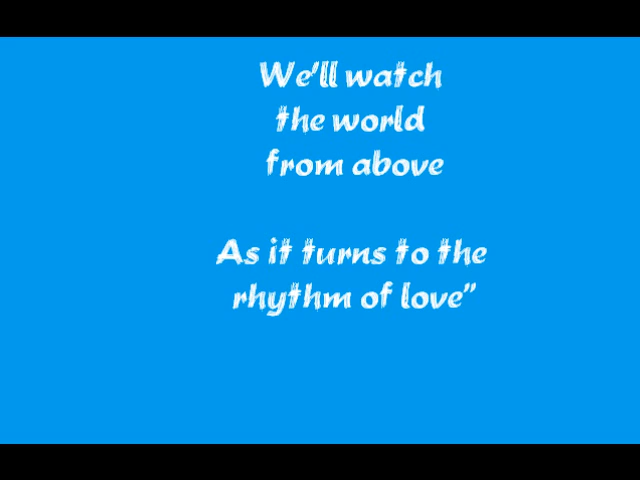 We'll watch
the world
from above
As it turns to the
rhythm of love"